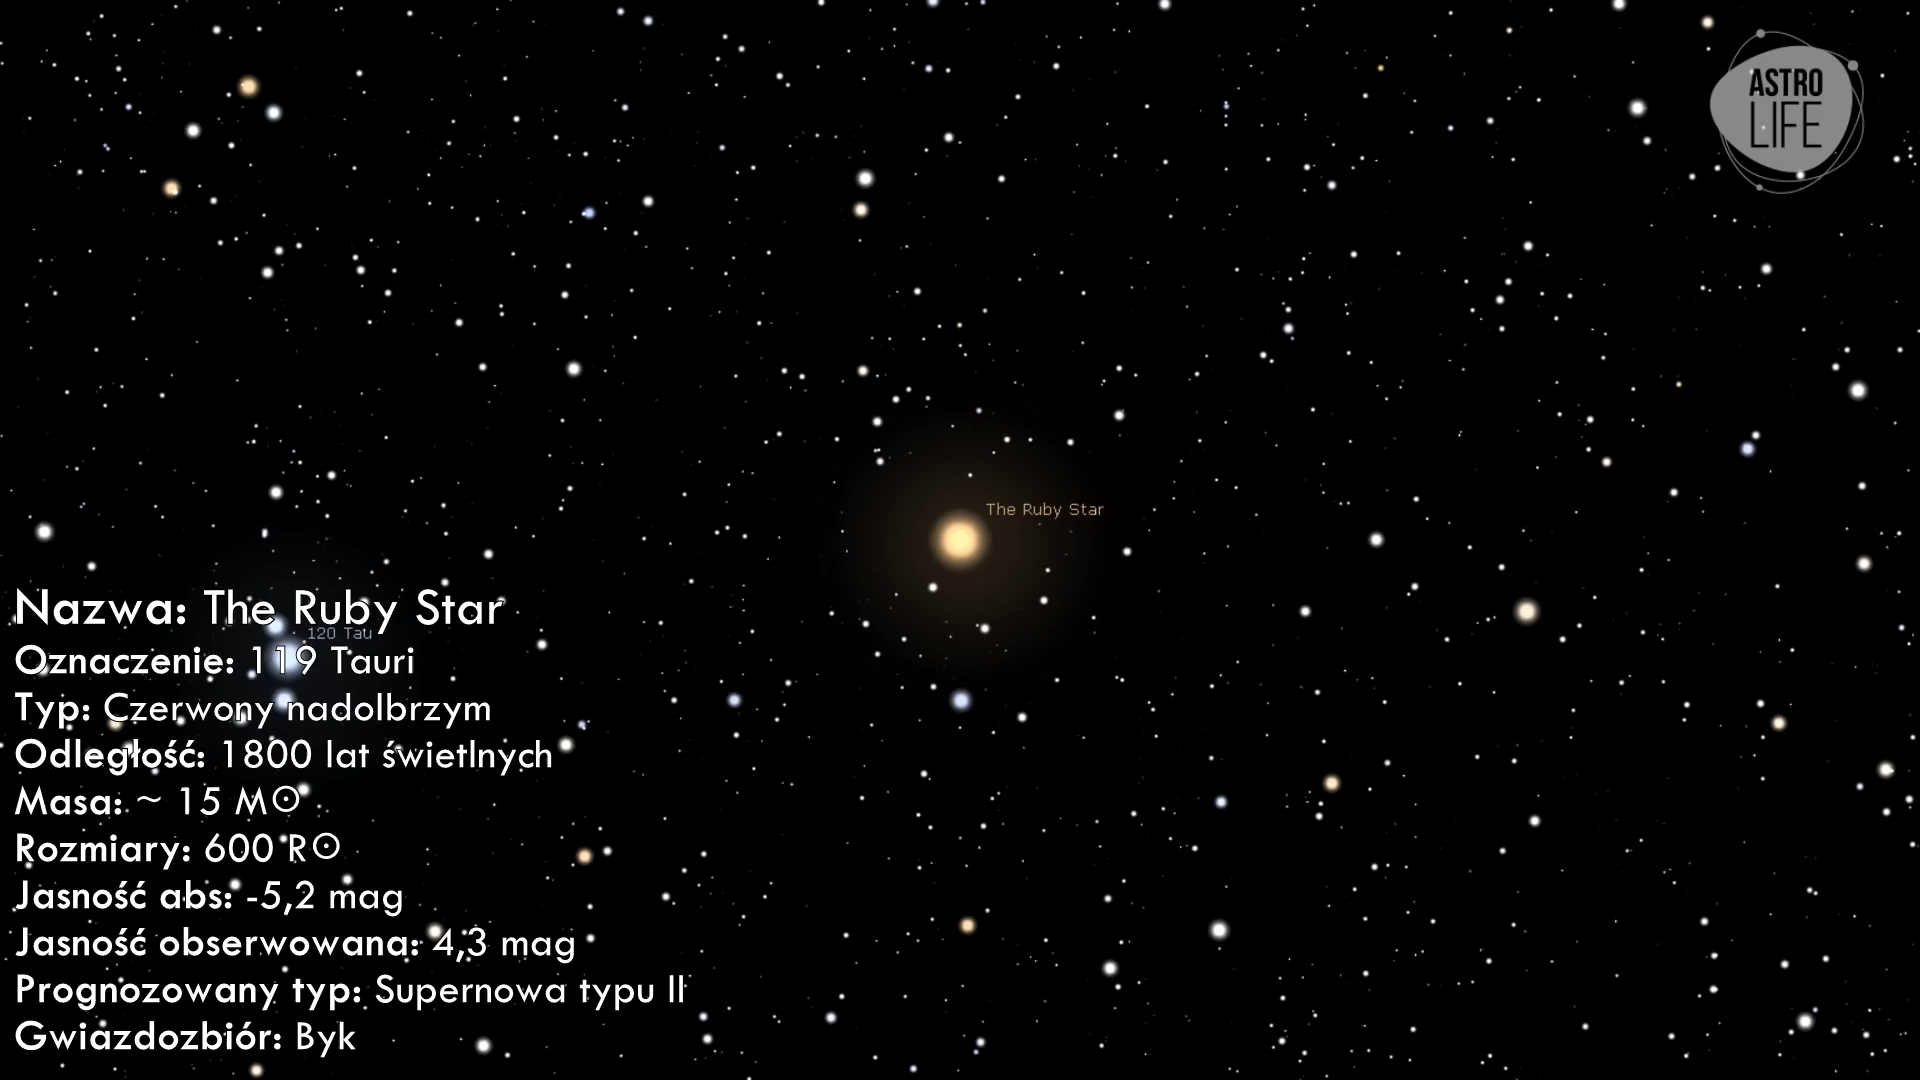 ASTRO
LIFE
The Ruby Star
Nazwa: The Ruby Star
120 Tau
Oznaczenie: 119 Tauri
Typ: Czerwony nadolbrzym
Odległość: 1800 lat świetlnych
Masa: ~ 15 M⊙
Rozmiary: 600 R⊙
Jasność abs: -5,2 mag
Jasność obserwowana: 4,3 mag
Prognozowany typ: Supernowa typu II
Gwiazdozbiór: Byk